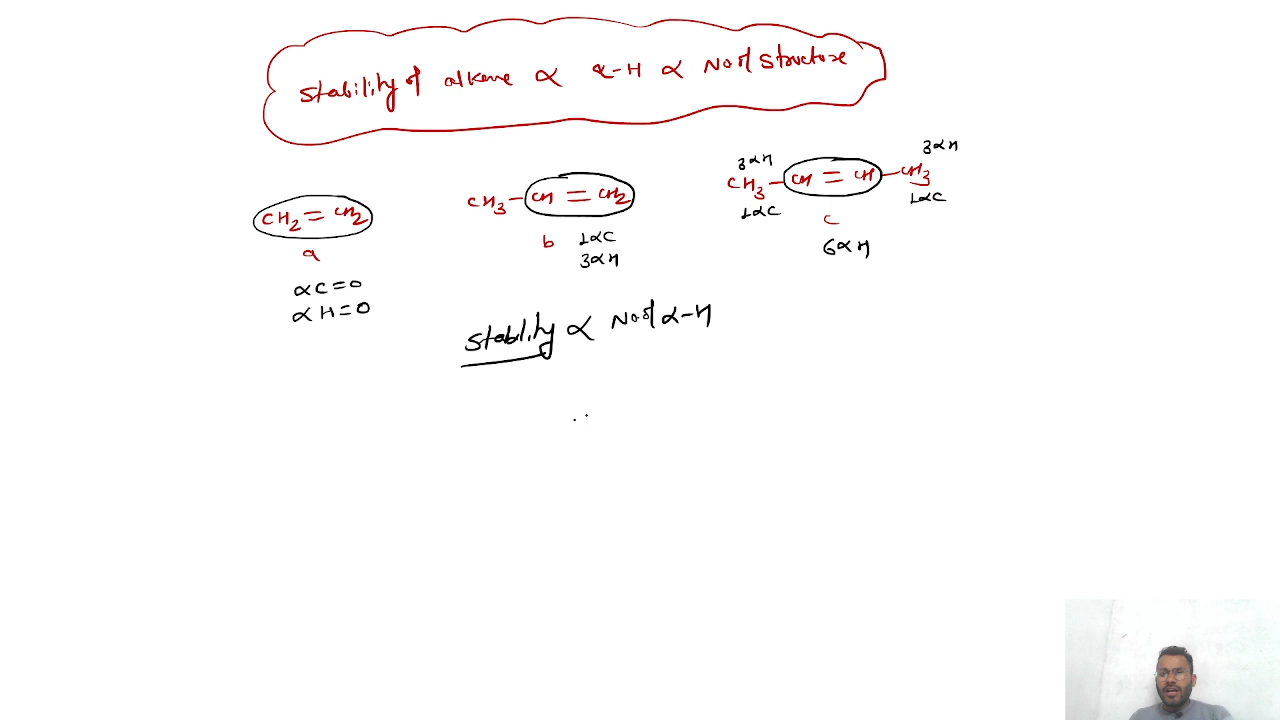 Stability of alkene ∝ α-H ∝ No of Structure
CH2=CH2
a
αC=0
αH=0
CH3-CH=CH2
b
1αC
3αH
3αH
3αH
CH3-CH=CH-CH3
1αC
1αC
c
6αH
Stability ∝ No of α-H